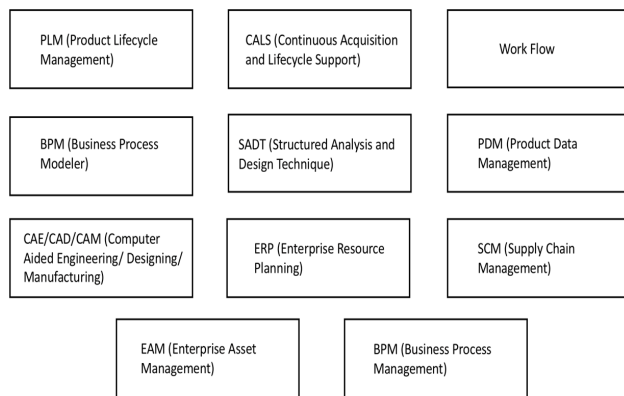 PLM (Product Lifecycle
Management)
CALS (Continuous Acquisition
and Lifecycle Support)
Work Flow
BPM (Business Process
Modeler)
SADT (Structured Analysis and
Design Technique)
PDM (Product Data
Management)
CAE/CAD/CAM (Computer
Aided Engineering/ Designing/
Manufacturing)
ERP (Enterprise Resource
Planning)
SCM (Supply Chain
Management)
EAM (Enterprise Asset
Management)
BPM (Business Process
Management)